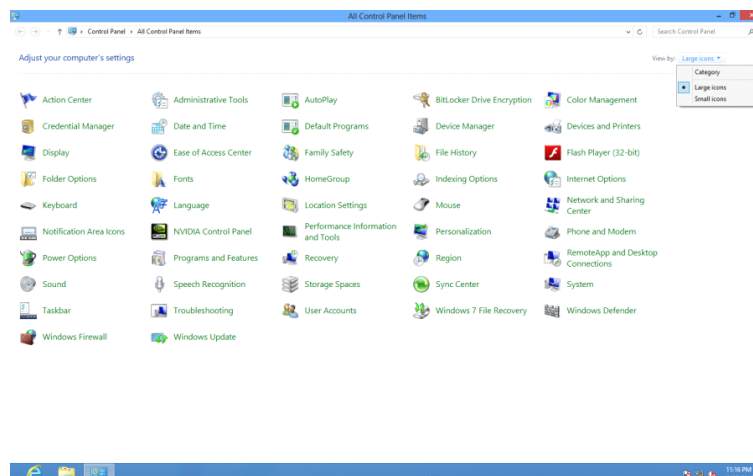 All Control Panel Items
Control Panel All Control Panel Items
Search Control Panel
Adjust your computer's settings
View by: Large icons
Category
Large icons
Small icons
Action Center
Administrative Tools
AutoPlay
BitLocker Drive Encryption
Color Management
Credential Manager
Date and Time
Default Programs
Device Manager
Devices and Printers
Display
Ease of Access Center
Family Safety
File History
Flash Player (32-bit)
Folder Options
Fonts
HomeGroup
Indexing Options
Internet Options
Keyboard
Language
Location Settings
Mouse
Network and Sharing
Center
Notification Area Icons
NVIDIA Control Panel
Performance Information
and Tools
Personalization
Phone and Modem
Power Options
Programs and Features
Recovery
Region
RemoteApp and Desktop
Connections
Sound
Speech Recognition
Storage Spaces
Sync Center
System
Taskbar
Troubleshooting
User Accounts
Windows 7 File Recovery
Windows Defender
Windows Firewall
Windows Update
11:16 PM